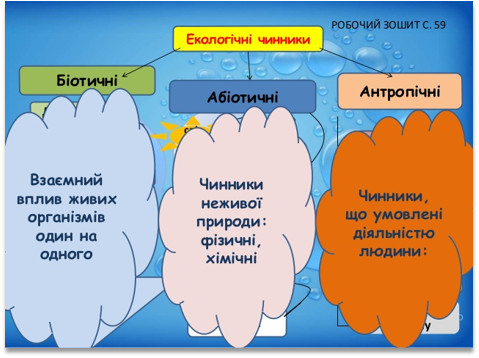 РОБОЧИЙ ЗОШИТ С. 59
Екологічні чинники
Біотичні
Абіотичні
Антропічні
Взаємний
вплив живих
організмів
один на
одного
Чинники
неживої
природи:
фізичні,
хімічні
Чинники,
що умовлені
діяльністю
людини: